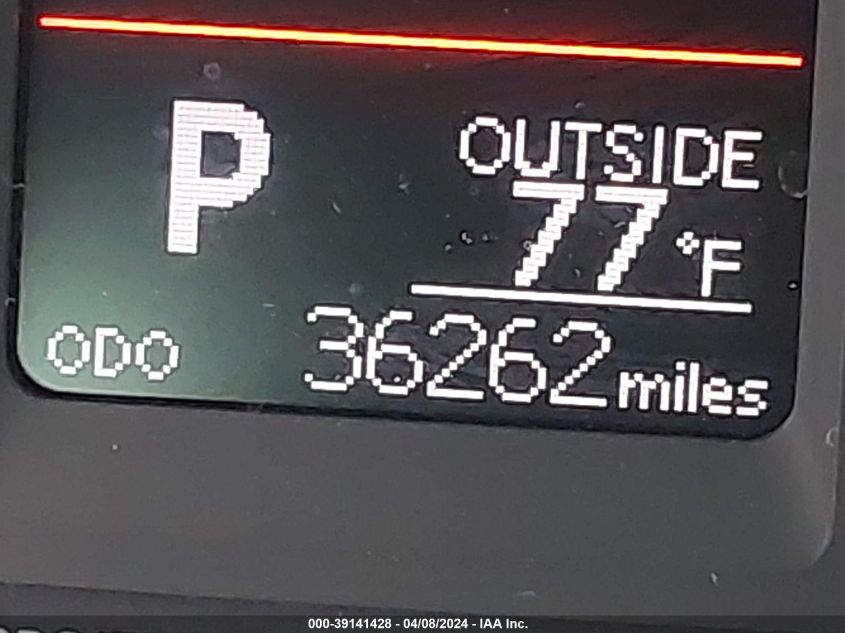 P
OUTSIDE
77°F
ODO 36262 miles
000-39141428 - 04/08/2024 - IAA Inc.